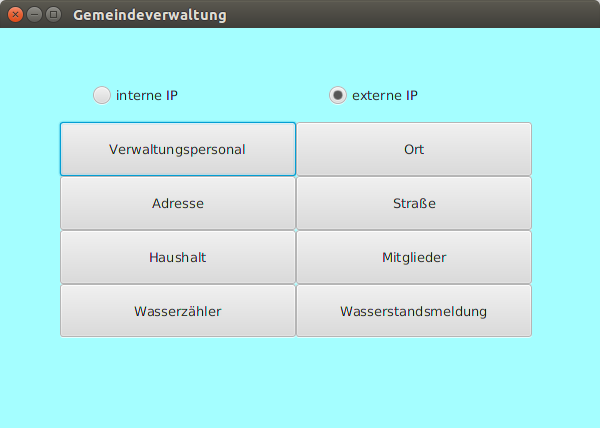 Gemeindeverwaltung
interne IP
externe IP
Verwaltungspersonal
Ort
Adresse
Straße
Haushalt
Mitglieder
Wasserzähler
Wasserstandsmeldung